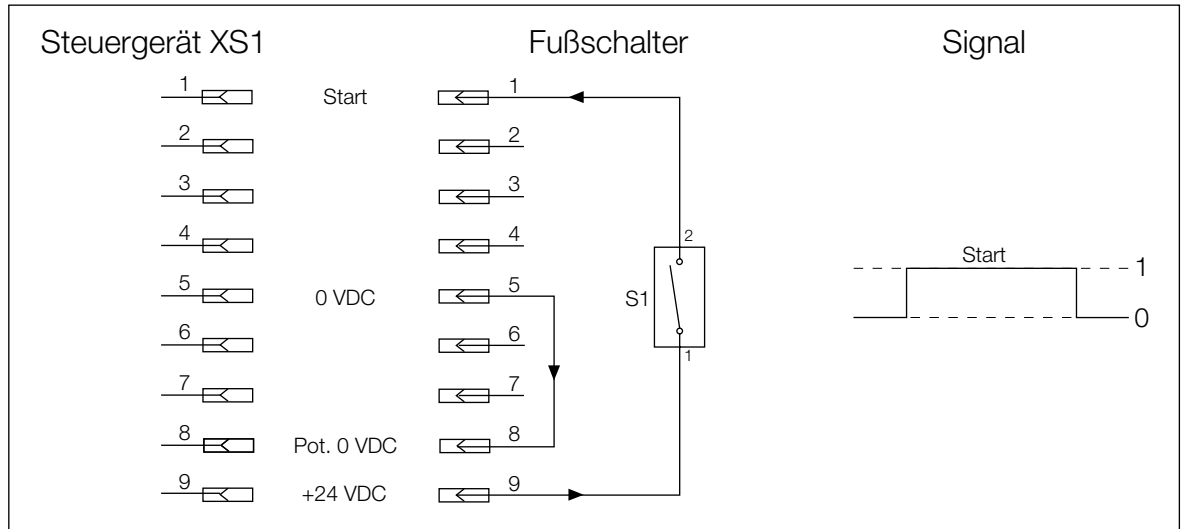 Steuergerät XS1 Fußschalter Signal
1 Start 1
2 2
3 3
4 4
2
Start
1
5 0 VDC 5
S1
0
6 6
1
7 7
8 Pot. 0 VDC 8
9 +24 VDC 9